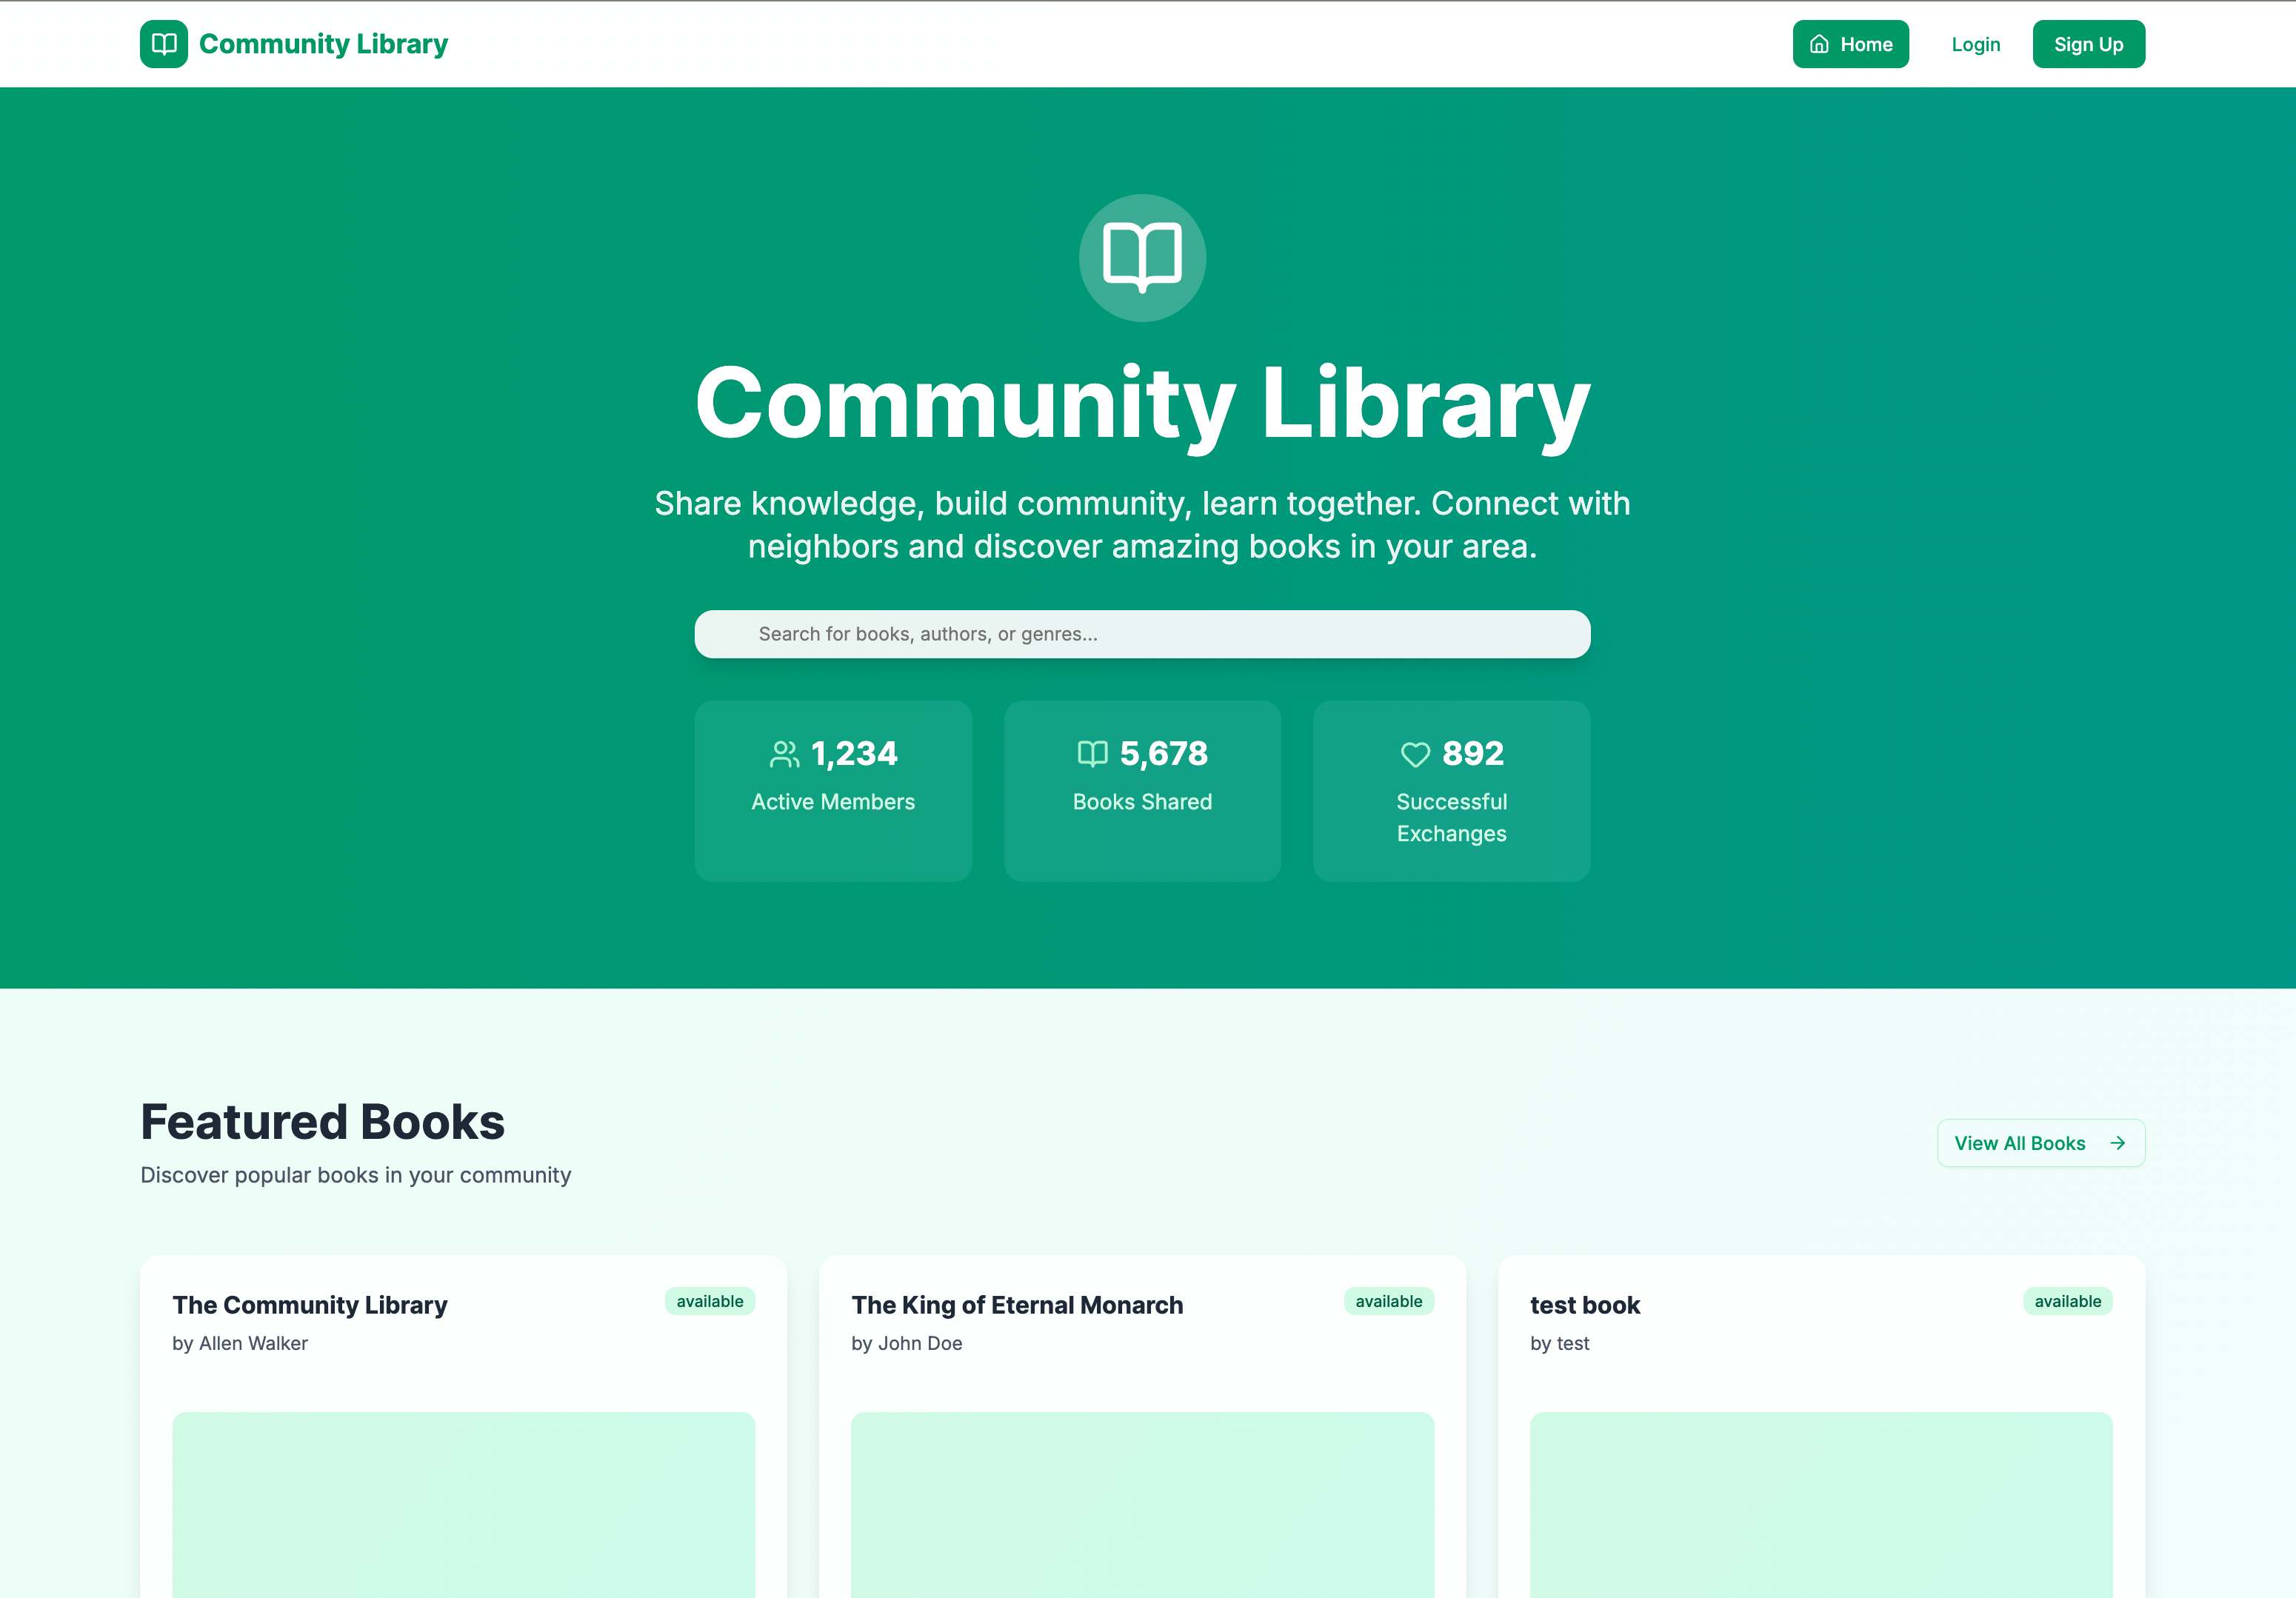 Community Library
Home
Login
Sign Up
Community Library
Share knowledge, build community, learn together. Connect with
neighbors and discover amazing books in your area.
Search for books, authors, or genres...
1,234
Active Members
5,678
Books Shared
892
Successful
Exchanges
Featured Books
Discover popular books in your community
View All Books
The Community Library
available
by Allen Walker
The King of Eternal Monarch
available
by John Doe
test book
available
by test